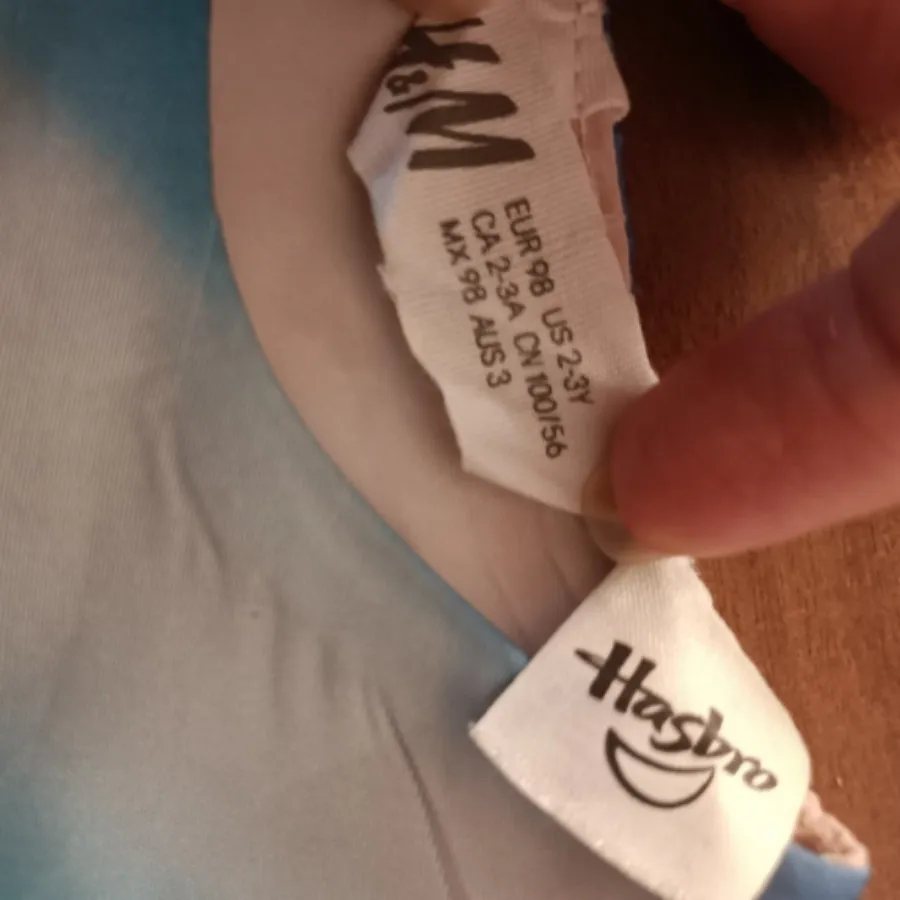 H&M
EUR 98 US 2-3Y
CA 2-3A CN 100/56
MX 98 AUS 3
Hasbro